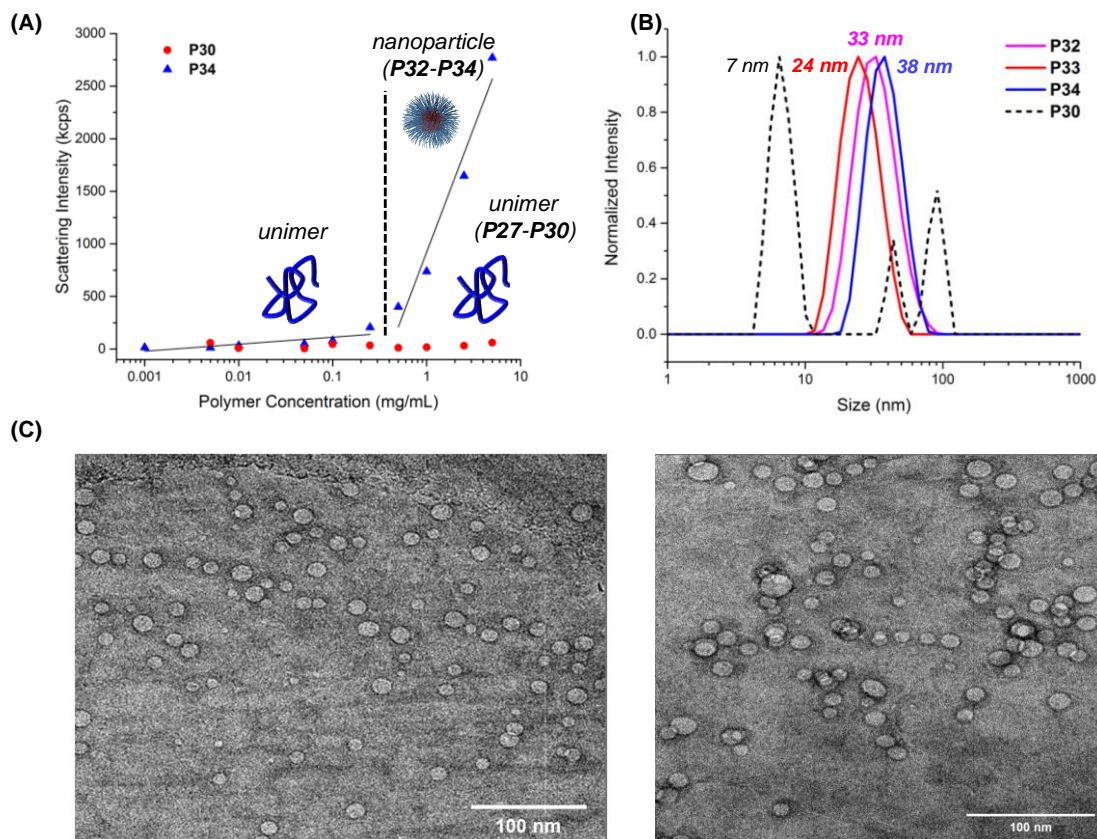 (A)
3000
2500
2000
1500
1000
500
0
Scattering Intensity (kcps)
P30
P34
nanoparticle
(P32-P34)
unimer
unimer
(P27-P30)
0.001 0.01 0.1 1 10
Polymer Concentration (mg/mL)
(B)
1.0
0.8
0.6
0.4
0.2
0.0
Normalized Intensity
33 nm
7 nm 24 nm 38 nm
P32
P33
P34
P30
1 10 100 1000
Size (nm)
(C)
100 nm
100 nm